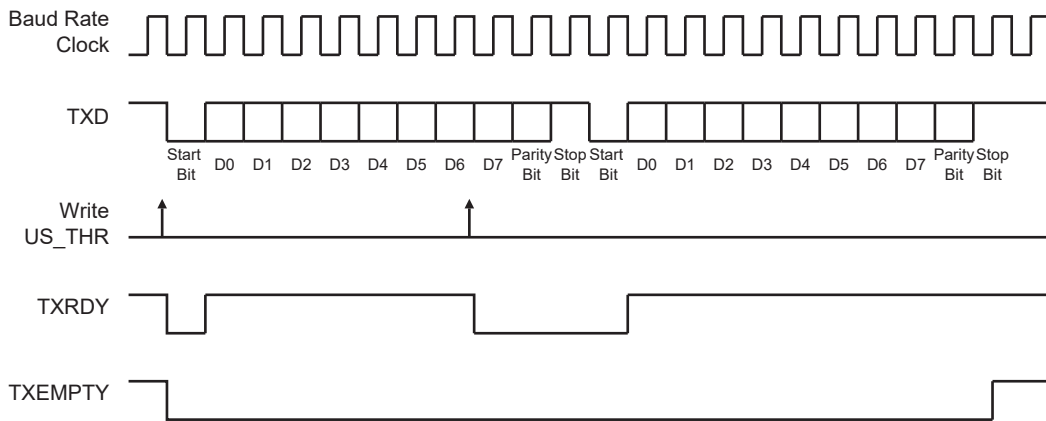 Baud Rate
Clock
TXD
Start
Bit
D0 D1 D2 D3 D4 D5 D6 D7
Parity
Bit
Stop
Bit
Start
Bit
D0 D1 D2 D3 D4 D5 D6 D7
Parity
Bit
Stop
Bit
Write
US_THR
TXRDY
TXEMPTY